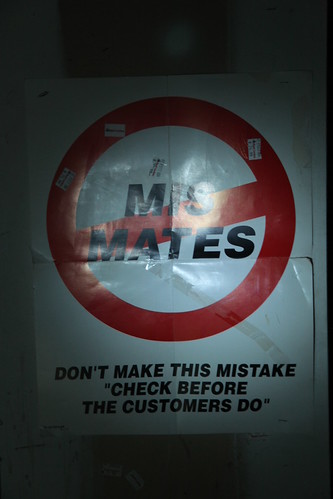 MIS
MATES
DON'T MAKE THIS MISTAKE
"CHECK BEFORE
THE CUSTOMERS DO"